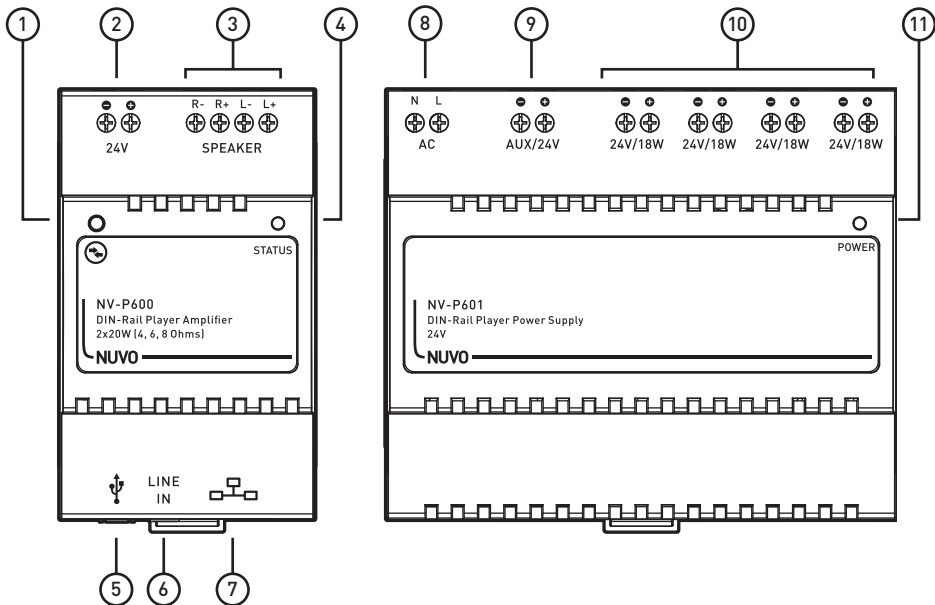 1 2 3 4 8 9 10 11
R- R+ L- L+
24V SPEAKER
STATUS
NV-P600
DIN-Rail Player Amplifier
2x20W (4, 6, 8 Ohms)
NUVO
LINE
IN
5 6 7
N L
AC AUX/24V 24V/18W 24V/18W 24V/18W 24V/18W
POWER
NV-P601
DIN-Rail Player Power Supply
24V
NUVO